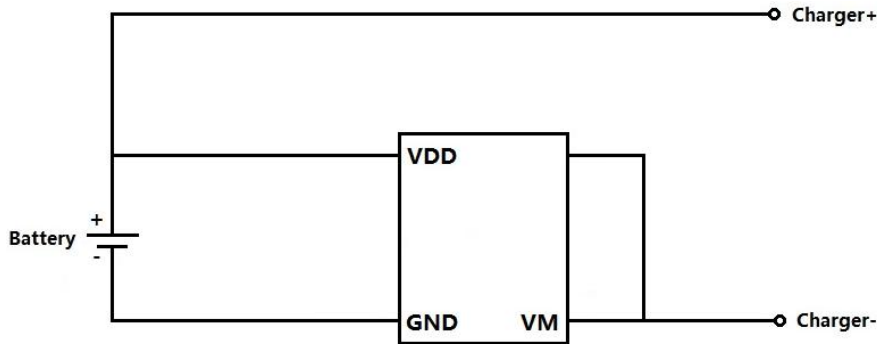 Charger+
VDD
+
Battery
-
GND VM
Charger-